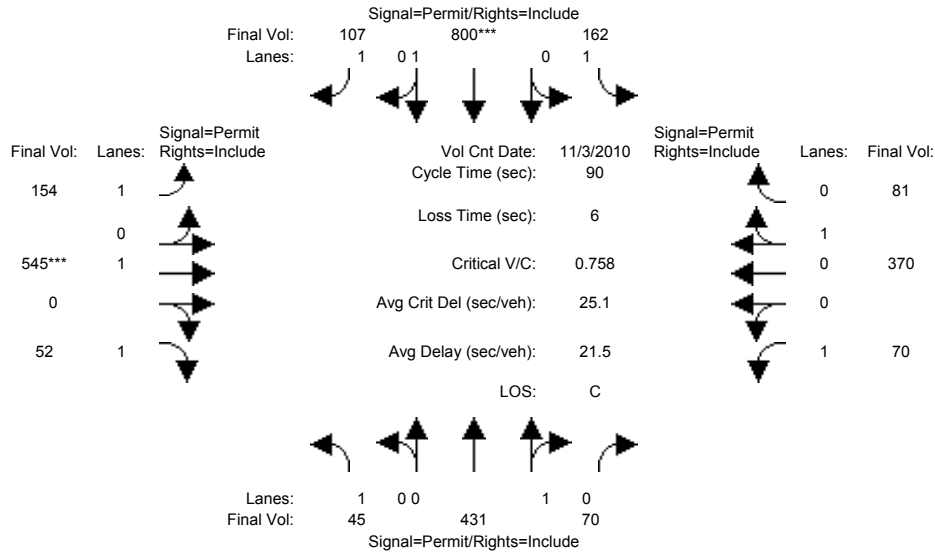 Signal=Permit/Rights=Include
Final Vol: 107 800*** 162
Lanes: 1 0 1 0 1
Signal=Permit
Final Vol: Lanes: Rights=Include
Vol Cnt Date: 11/3/2010
Signal=Permit
Rights=Include Lanes: Final Vol:
Cycle Time (sec): 90
154 1
0 81
Loss Time (sec): 6
0
1
545*** 1
Critical V/C: 0.758
0 370
0
Avg Crit Del (sec/veh): 25.1
0
52 1
Avg Delay (sec/veh): 21.5
1 70
LOS: C
Lanes: 1 0 0 1 0
Final Vol: 45 431 70
Signal=Permit/Rights=Include